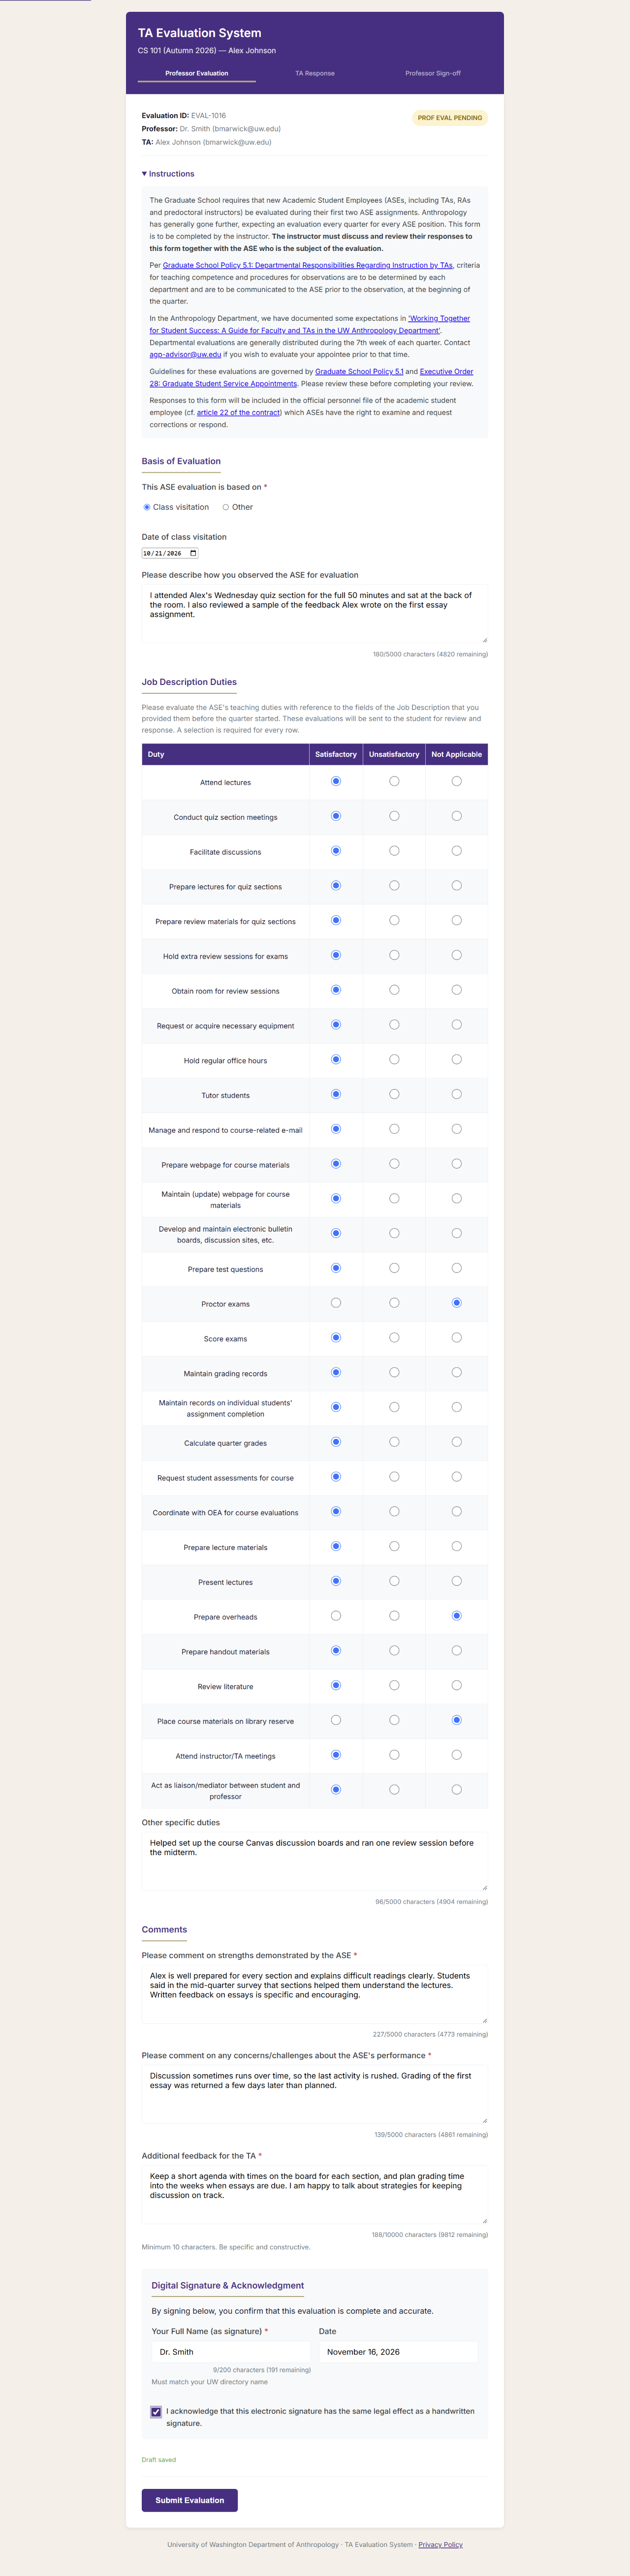 TA Evaluation System
CS 101 (Autumn 2026) — Alex Johnson
Professor Evaluation
TA Response
Professor Sign-off
Evaluation ID: EVAL-1016
PROF EVAL PENDING
Professor: Dr. Smith (bmarwick@uw.edu)
TA: Alex Johnson (bmarwick@uw.edu)
▼ Instructions
The Graduate School requires that new Academic Student Employees (ASEs, including TAs, RAs
and predoctoral instructors) be evaluated during their first two ASE assignments. Anthropology
has generally gone further, expecting an evaluation every quarter for every ASE position. This form
is to be completed by the instructor. The instructor must discuss and review their responses to
this form together with the ASE who is the subject of the evaluation.
Per Graduate School Policy 5.1: Departmental Responsibilities Regarding Instruction by TAs, criteria
for teaching competence and procedures for observations are to be determined by each
department and are to be communicated to the ASE prior to the observation, at the beginning of
the quarter.
In the Anthropology Department, we have documented some expectations in 'Working Together
for Student Success: A Guide for Faculty and TAs in the UW Anthropology Department'.
Departmental evaluations are generally distributed during the 7th week of each quarter. Contact
agp-advisor@uw.edu if you wish to evaluate your appointee prior to that time.
Guidelines for these evaluations are governed by Graduate School Policy 5.1 and Executive Order
28: Graduate Student Service Appointments. Please review these before completing your review.
Responses to this form will be included in the official personnel file of the academic student
employee (cf. article 22 of the contract) which ASEs have the right to examine and request
corrections or respond.
Basis of Evaluation
This ASE evaluation is based on *
Class visitation
Other
Date of class visitation
10/21/2026
Please describe how you observed the ASE for evaluation
I attended Alex's Wednesday quiz section for the full 50 minutes and sat at the back of
the room. I also reviewed a sample of the feedback Alex wrote on the first essay
assignment.
180/5000 characters (4820 remaining)
Job Description Duties
Please evaluate the ASE's teaching duties with reference to the fields of the Job Description that you
provided them before the quarter started. These evaluations will be sent to the student for review and
response. A selection is required for every row.
Duty Satisfactory Unsatisfactory Not Applicable
Attend lectures
Conduct quiz section meetings
Facilitate discussions
Prepare lectures for quiz sections
Prepare review materials for quiz sections
Hold extra review sessions for exams
Obtain room for review sessions
Request or acquire necessary equipment
Hold regular office hours
Tutor students
Manage and respond to course-related e-mail
Prepare webpage for course materials
Maintain (update) webpage for course
materials
Develop and maintain electronic bulletin
boards, discussion sites, etc.
Prepare test questions
Proctor exams
Score exams
Maintain grading records
Maintain records on individual students'
assignment completion
Calculate quarter grades
Request student assessments for course
Coordinate with OEA for course evaluations
Prepare lecture materials
Present lectures
Prepare overheads
Prepare handout materials
Review literature
Place course materials on library reserve
Attend instructor/TA meetings
Act as liaison/mediator between student and
professor
Other specific duties
Helped set up the course Canvas discussion boards and ran one review session before
the midterm.
96/5000 characters (4904 remaining)
Comments
Please comment on strengths demonstrated by the ASE *
Alex is well prepared for every section and explains difficult readings clearly. Students
said in the mid-quarter survey that sections helped them understand the lectures.
Written feedback on essays is specific and encouraging.
227/5000 characters (4773 remaining)
Please comment on any concerns/challenges about the ASE's performance *
Discussion sometimes runs over time, so the last activity is rushed. Grading of the first
essay was returned a few days later than planned.
139/5000 characters (4861 remaining)
Additional feedback for the TA *
Keep a short agenda with times on the board for each section, and plan grading time
into the weeks when essays are due. I am happy to talk about strategies for keeping
discussion on track.
188/10000 characters (9812 remaining)
Minimum 10 characters. Be specific and constructive.
Digital Signature & Acknowledgment
By signing below, you confirm that this evaluation is complete and accurate.
Your Full Name (as signature) *
Date
Dr. Smith
November 16, 2026
9/200 characters (191 remaining)
Must match your UW directory name
I acknowledge that this electronic signature has the same legal effect as a handwritten
signature.
Draft saved
Submit Evaluation
University of Washington Department of Anthropology · TA Evaluation System · Privacy Policy